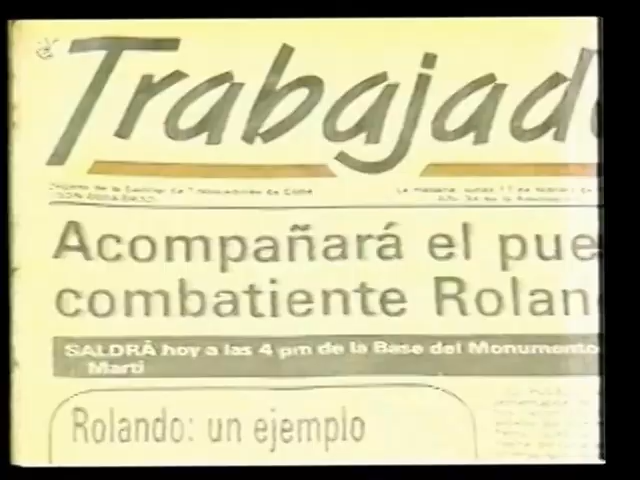 Trabajado
Acompañará el pue
combatiente Rolan
SALDRÁ hoy a las 4 pm de la Base del Monumento
Martí
Rolando: un ejemplo